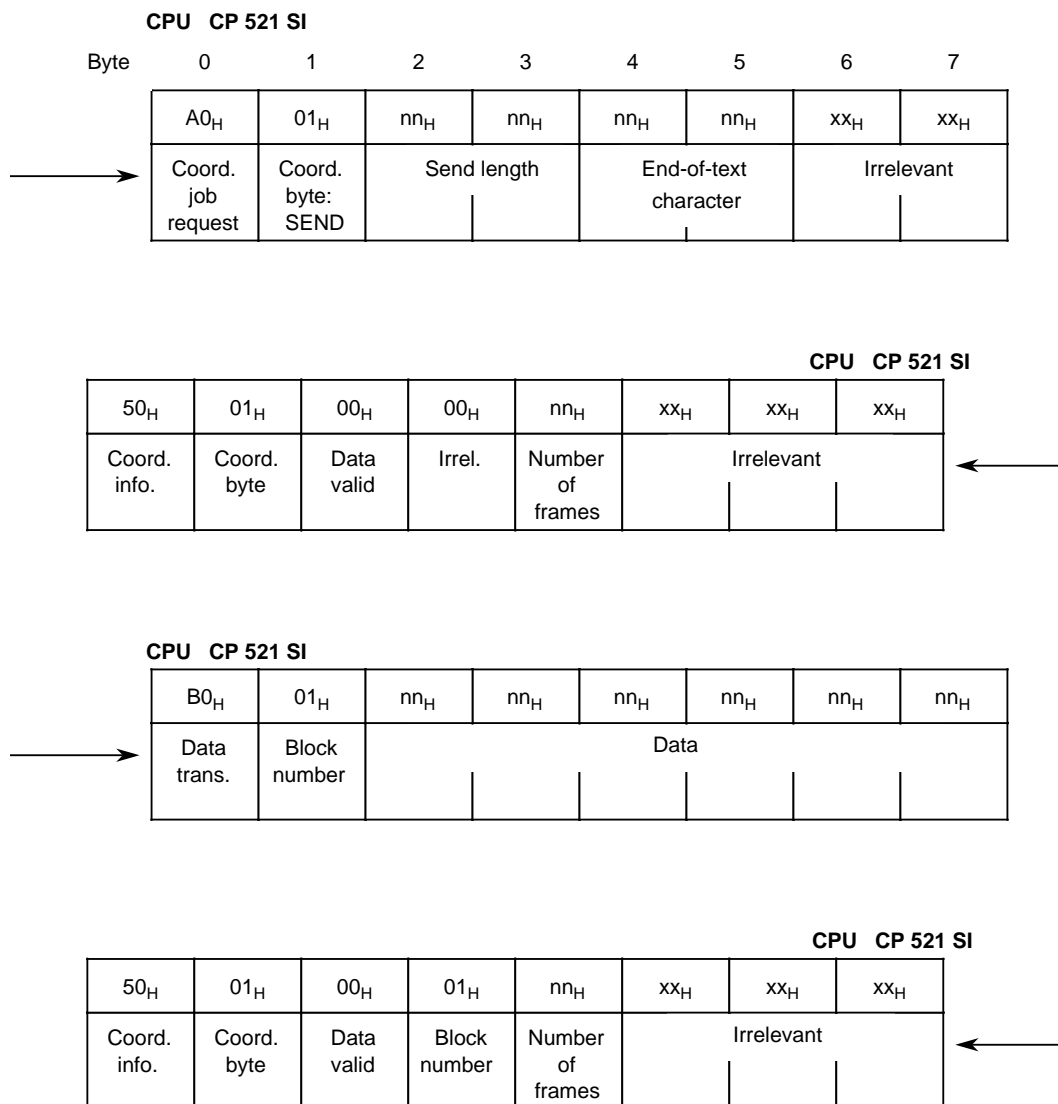 CPU CP 521 SI
Byte 0 1 2 3 4 5 6 7
A0H 01H nnH nnH nnH nnH xxH xxH
Coord. job request Coord. byte: SEND Send length End-of-text character Irrelevant
CPU CP 521 SI
50H 01H 00H 00H nnH xxH xxH xxH
Coord. info. Coord. byte Data valid Irrel. Number of frames Irrelevant
CPU CP 521 SI
B0H 01H nnH nnH nnH nnH nnH nnH
Data trans. Block number Data
CPU CP 521 SI
50H 01H 00H 01H nnH xxH xxH xxH
Coord. info. Coord. byte Data valid Block number Number of frames Irrelevant